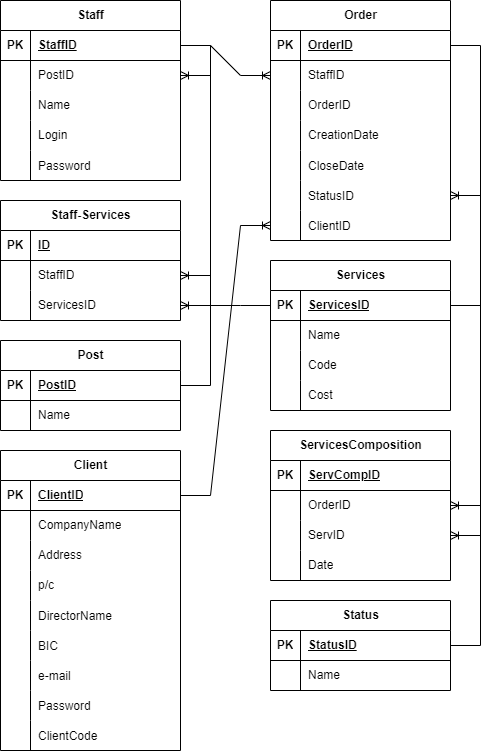 Staff
PK StaffID
PostID
Name
Login
Password
Staff-Services
PK ID
StaffID
ServicesID
Post
PK PostID
Name
Client
PK ClientID
CompanyName
Address
p/c
DirectorName
BIC
e-mail
Password
ClientCode
Order
PK OrderID
StaffID
OrderID
CreationDate
CloseDate
StatusID
ClientID
Services
PK ServicesID
Name
Code
Cost
ServicesComposition
PK ServCompID
OrderID
ServID
Date
Status
PK StatusID
Name